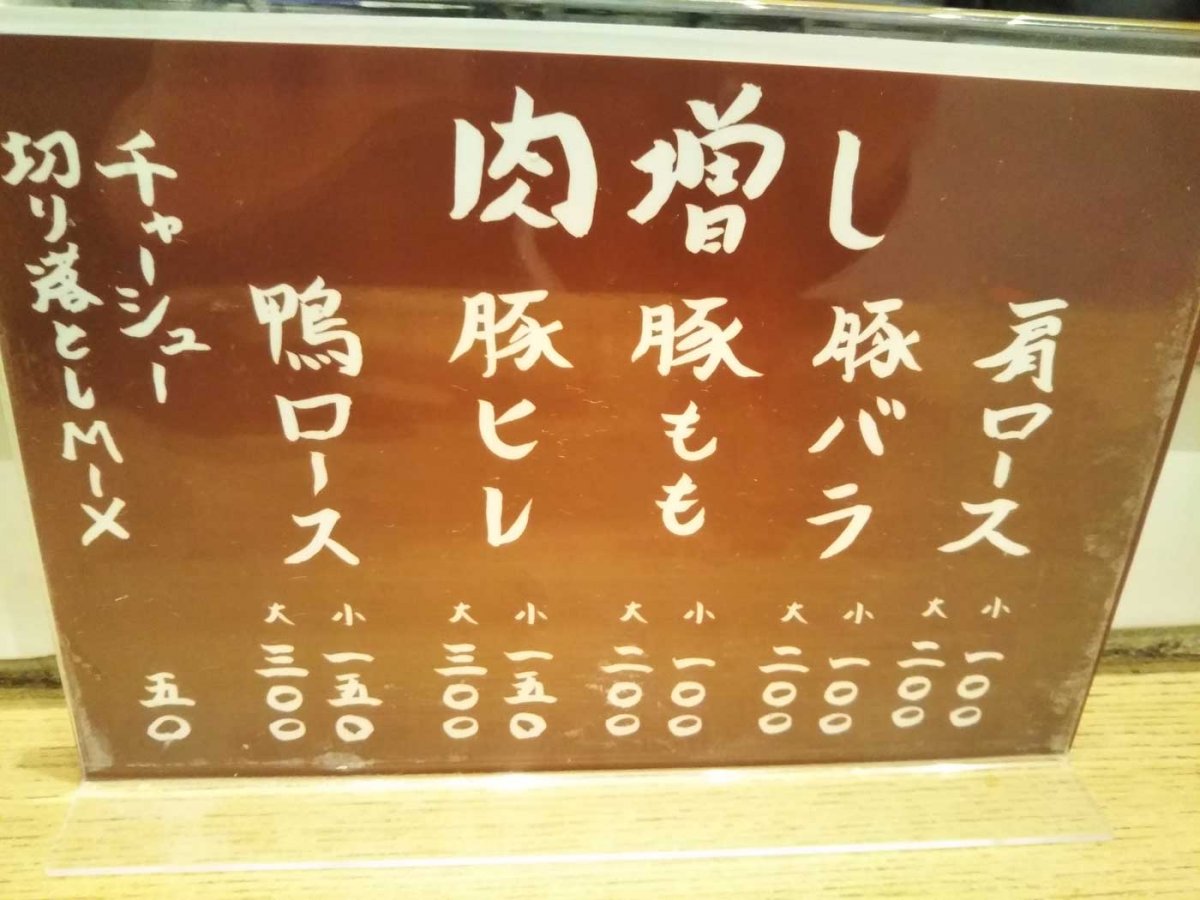 肉増し
肩ロース
小 一〇〇
大 二〇〇
豚バラ
小 一〇〇
大 二〇〇
豚もも
小 一〇〇
大 二〇〇
豚ヒレ
小 一五〇
大 三〇〇
鴨ロース
小 一五〇
大 三〇〇
チャーシュー
切り落としMIX
五〇